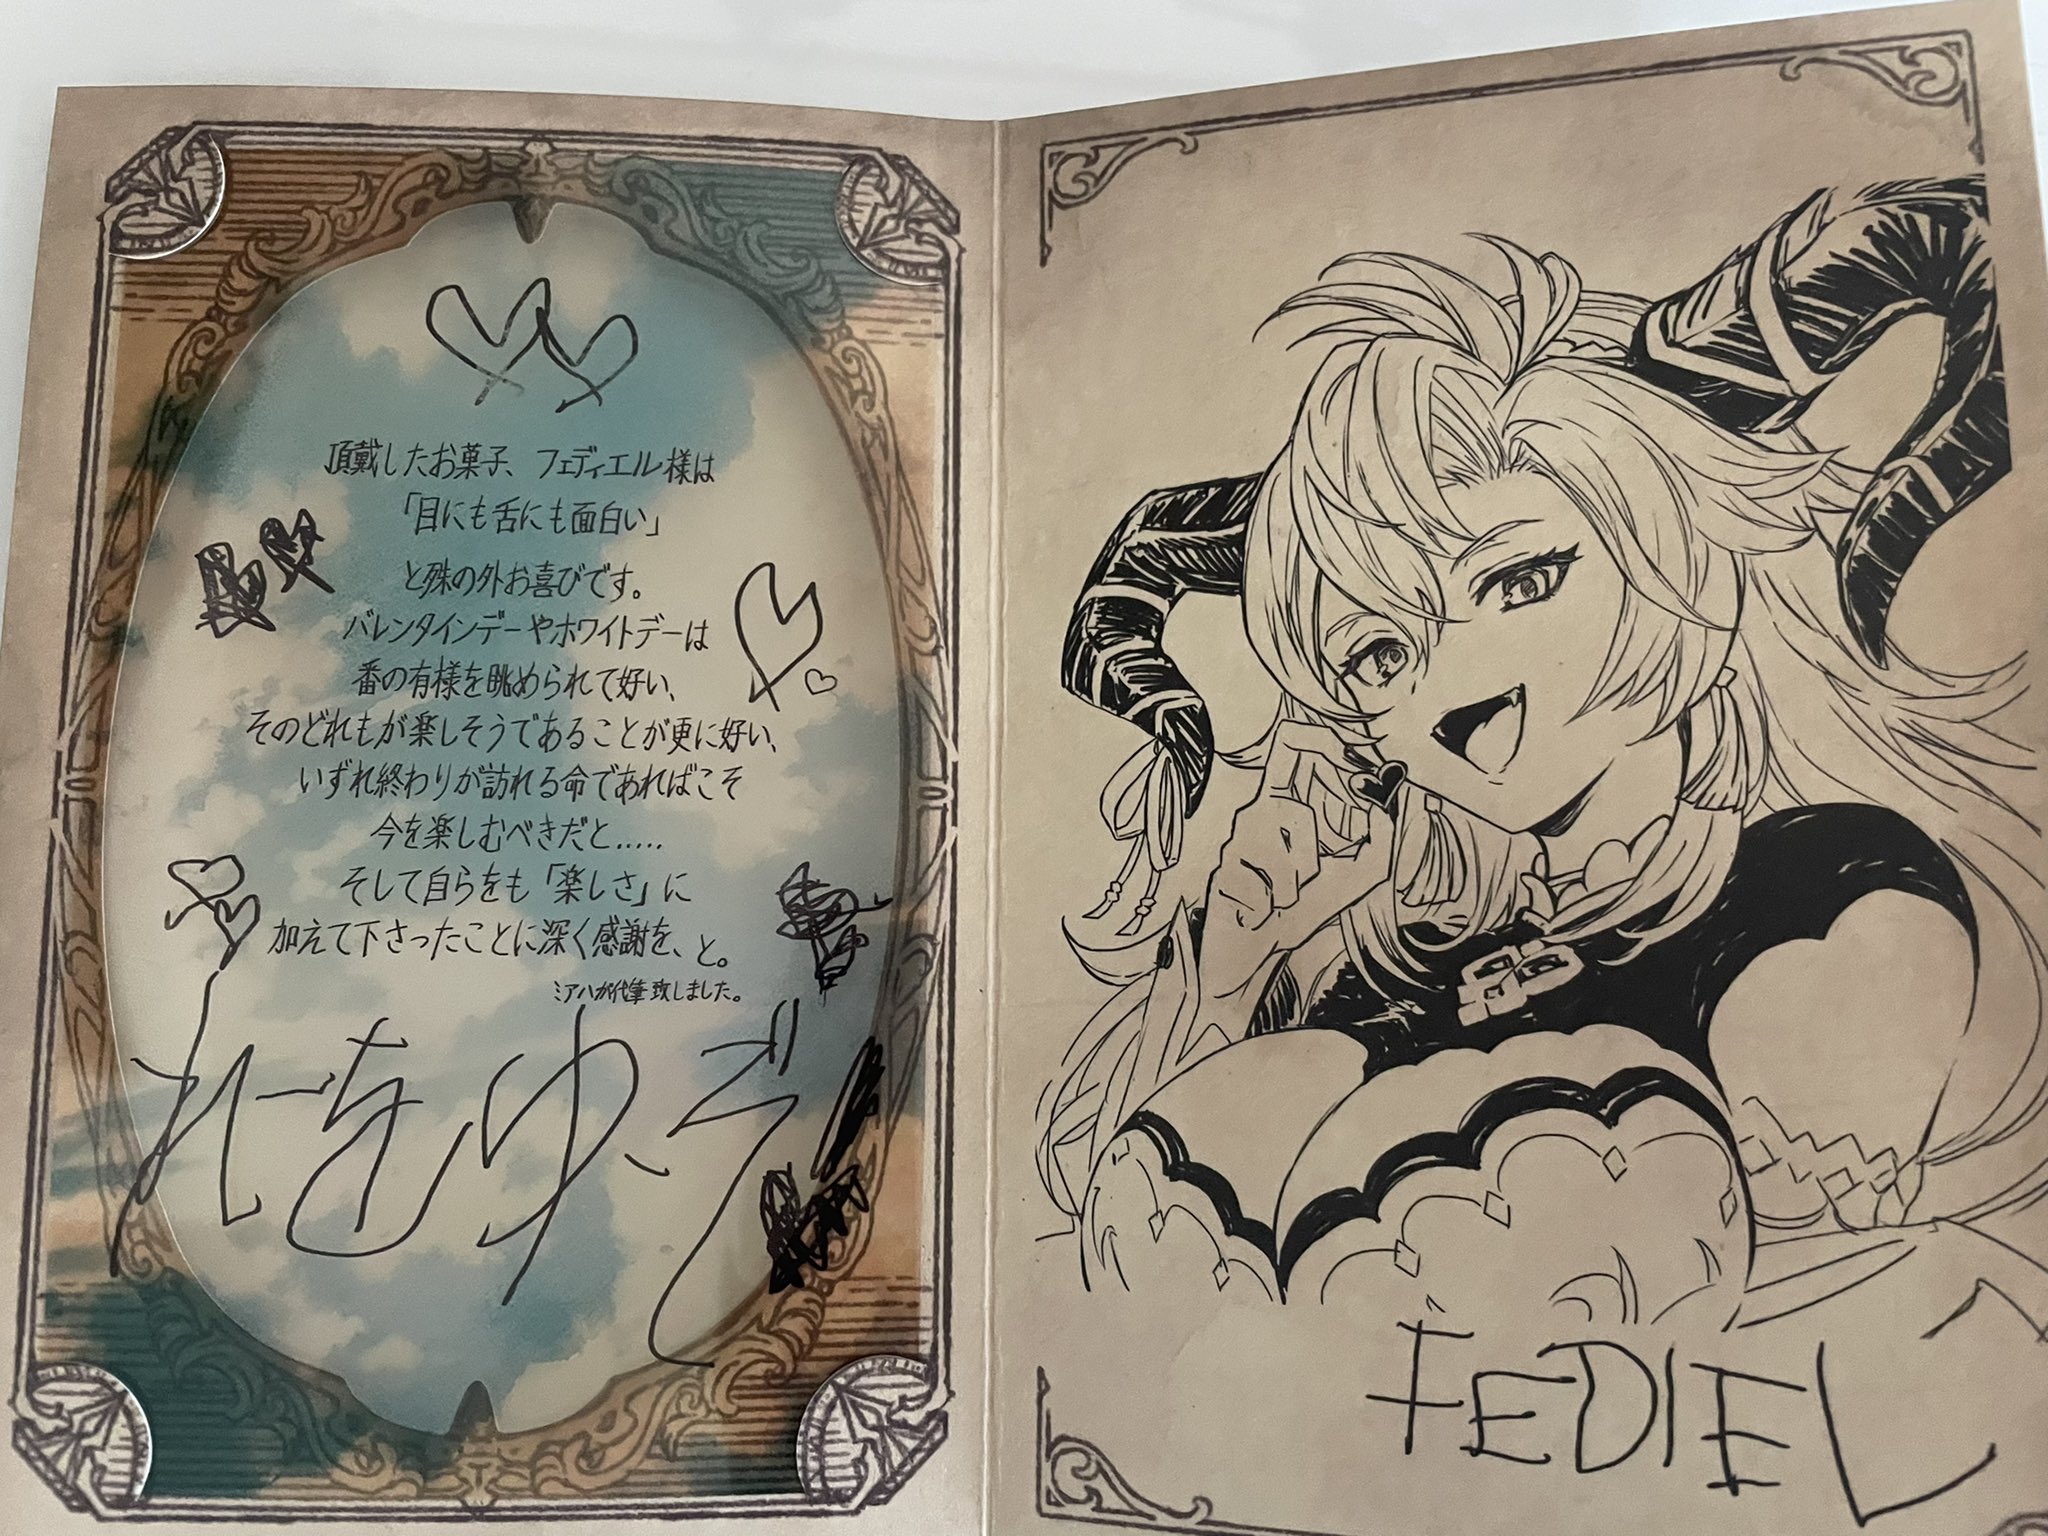 頂戴したお菓子、フェディエル様は
「目にも舌にも面白い」
と殊の外お喜びです。
バレンタインデーやホワイトデーは
番の有様を眺められて好い、
そのどれもが楽しそうであることが更に好い、
いずれ終わりが訪れる命であればこそ
今を楽しむべきだと.....
そして自らをも「楽しさ」に
加えて下さったことに深く感謝を、と。
ミアハが代筆致しました。
FEDIEL